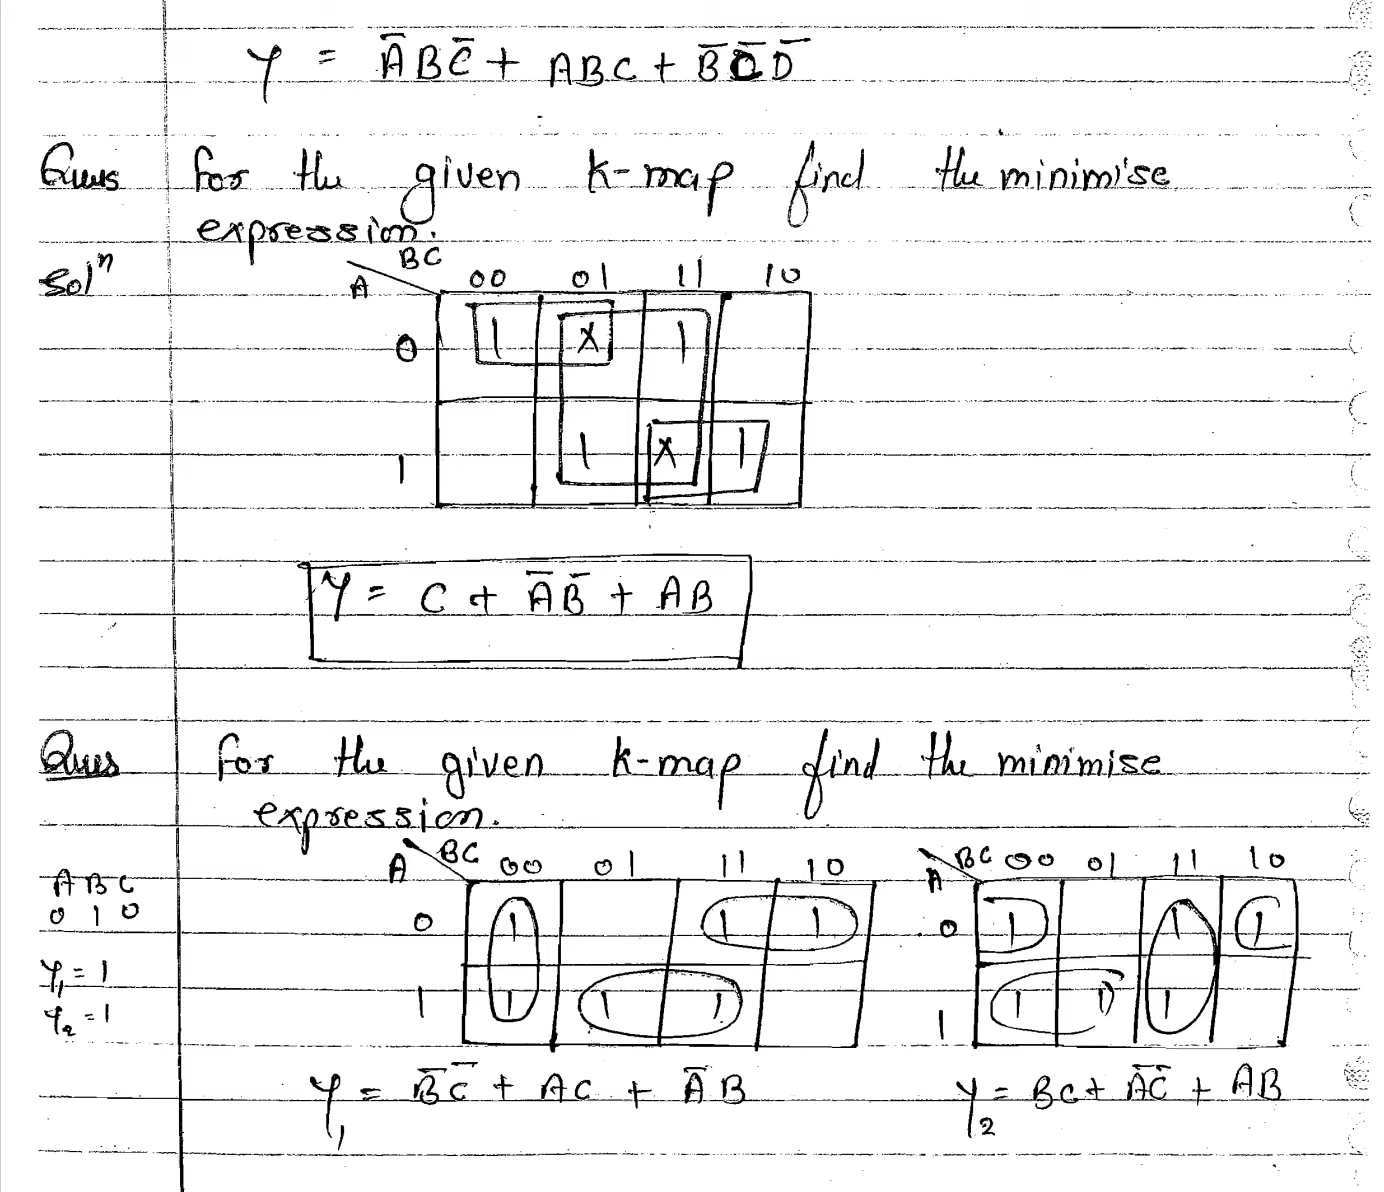 Y = A̅BC̅ + ABC + B̅C̅D̅
Ques for the given k-map find the minimise
expression.
Solⁿ
A BC 00 01 11 10
0 1 X 1
1 1 X 1
Y = C + A̅B̅ + AB
Ques for the given k-map find the minimise
expression.
A BC 00 01 11 10
0 1 1 1
1 1 1 1
A BC 00 01 11 10
0 1 1 1
1 1 1 1
A B C
0 1 0
Y₁ = 1
Y₂ = 1
Y₁ = B̅C̅ + AC + A̅B
Y₂ = BC + A̅C̅ + AB